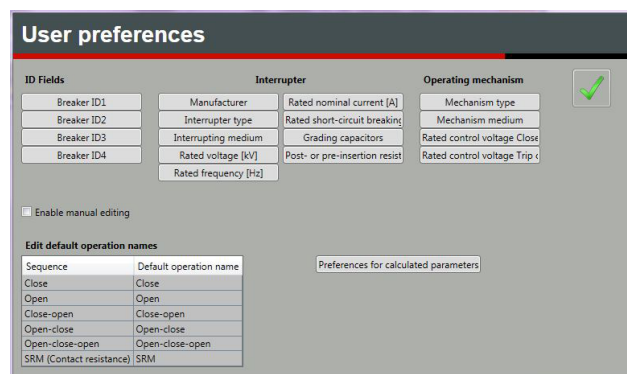 User preferences
ID Fields
Interrupter
Operating mechanism
Breaker ID1
Manufacturer
Rated nominal current [A]
Mechanism type
Breaker ID2
Interrupter type
Rated short-circuit breaking
Mechanism medium
Breaker ID3
Interrupting medium
Grading capacitors
Rated control voltage Close
Breaker ID4
Rated voltage [kV]
Post- or pre-insertion resist
Rated control voltage Trip c
Rated frequency [Hz]
Enable manual editing
Edit default operation names
Sequence Default operation name
Preferences for calculated parameters
Close Close
Open Open
Close-open Close-open
Open-close Open-close
Open-close-open Open-close-open
SRM (Contact resistance) SRM